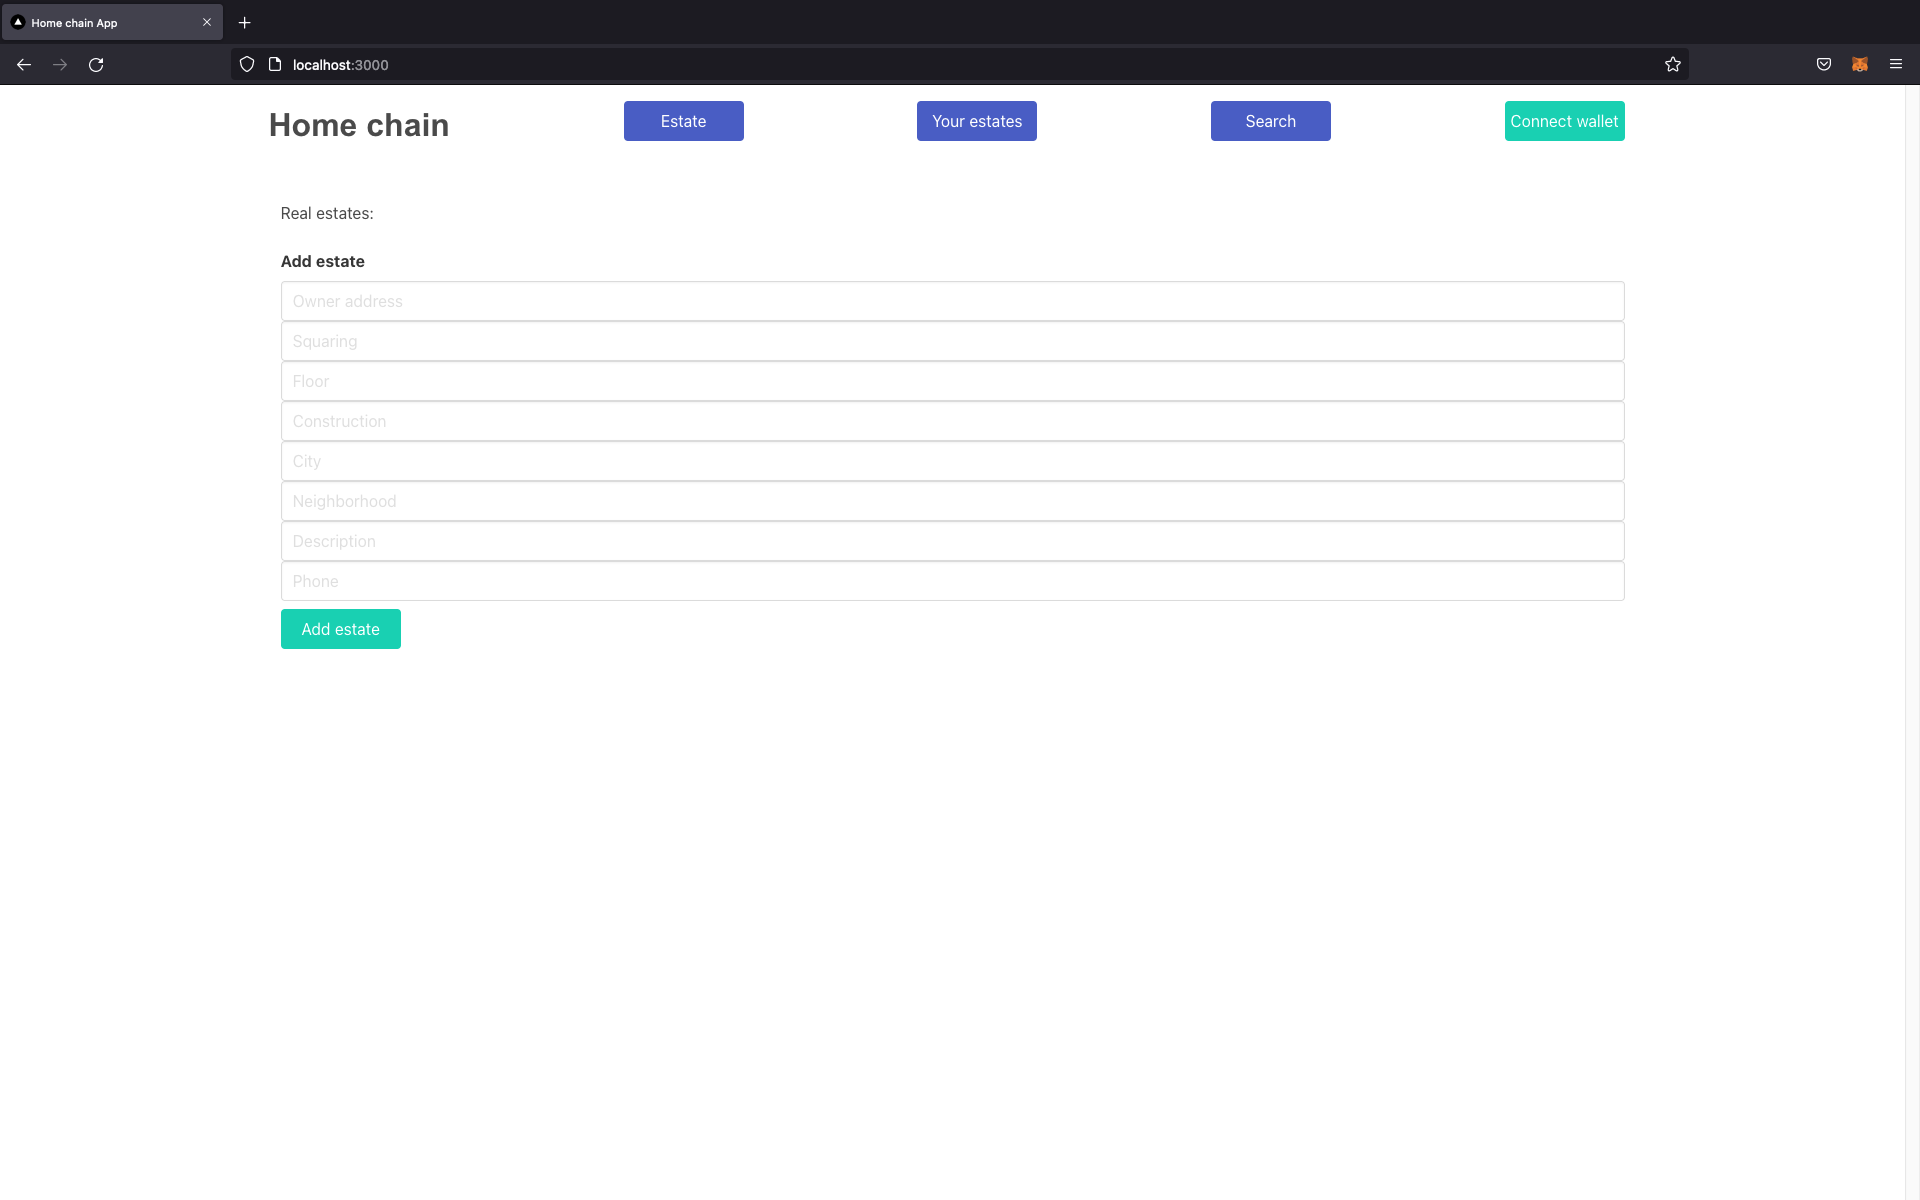 Home chain App
localhost:3000
Home chain
Estate
Your estates
Search
Connect wallet
Real estates:
Add estate
Owner address
Squaring
Floor
Construction
City
Neighborhood
Description
Phone
Add estate